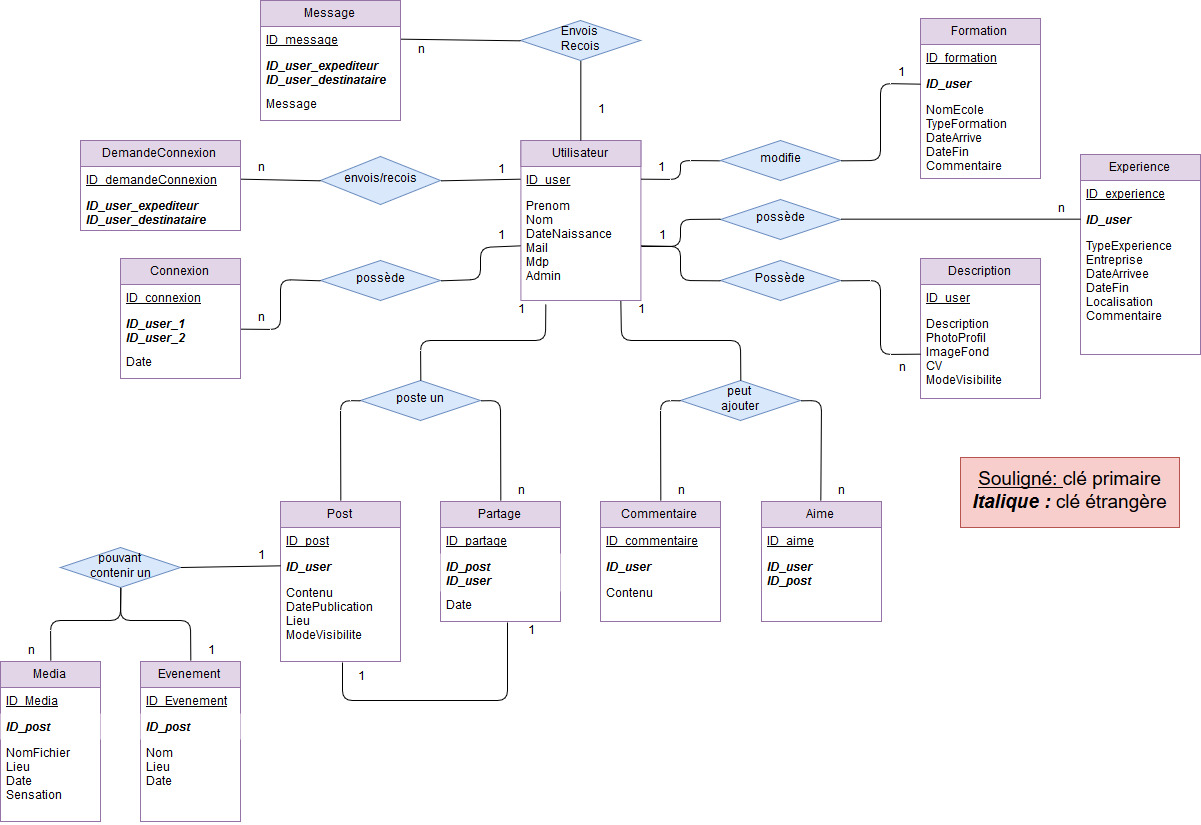 Message
ID_message
ID_user_expediteur
ID_user_destinataire
Message
n
Envois
Recois
1
Formation
ID_formation
ID_user
NomEcole
TypeFormation
DateArrive
DateFin
Commentaire
1
DemandeConnexion
ID_demandeConnexion
ID_user_expediteur
ID_user_destinataire
n
envois/recois
1
Utilisateur
ID_user
Prenom
Nom
DateNaissance
Mail
Mdp
Admin
1
modifie
Expérience
ID_experience
ID_user
TypeExperience
Entreprise
DateArrivee
DateFin
Localisation
Commentaire
n
possède
1
Connexion
ID_connexion
ID_user_1
ID_user_2
Date
n
possède
1
Possède
Description
ID_user
Description
PhotoProfil
ImageFond
CV
ModeVisibilite
n
1
1
poste un
peut
ajouter
Souligné: clé primaire
Italique : clé étrangère
n
n
n
Post
ID_post
ID_user
Contenu
DatePublication
Lieu
ModeVisibilite
Partage
ID_partage
ID_post
ID_user
Date
Commentaire
ID_commentaire
ID_user
Contenu
Aime
ID_aime
ID_user
ID_post
pouvant
contenir un
1
1
1
n
1
Media
ID_Media
ID_post
NomFichier
Lieu
Date
Sensation
Evenement
ID_Evenement
ID_post
Nom
Lieu
Date